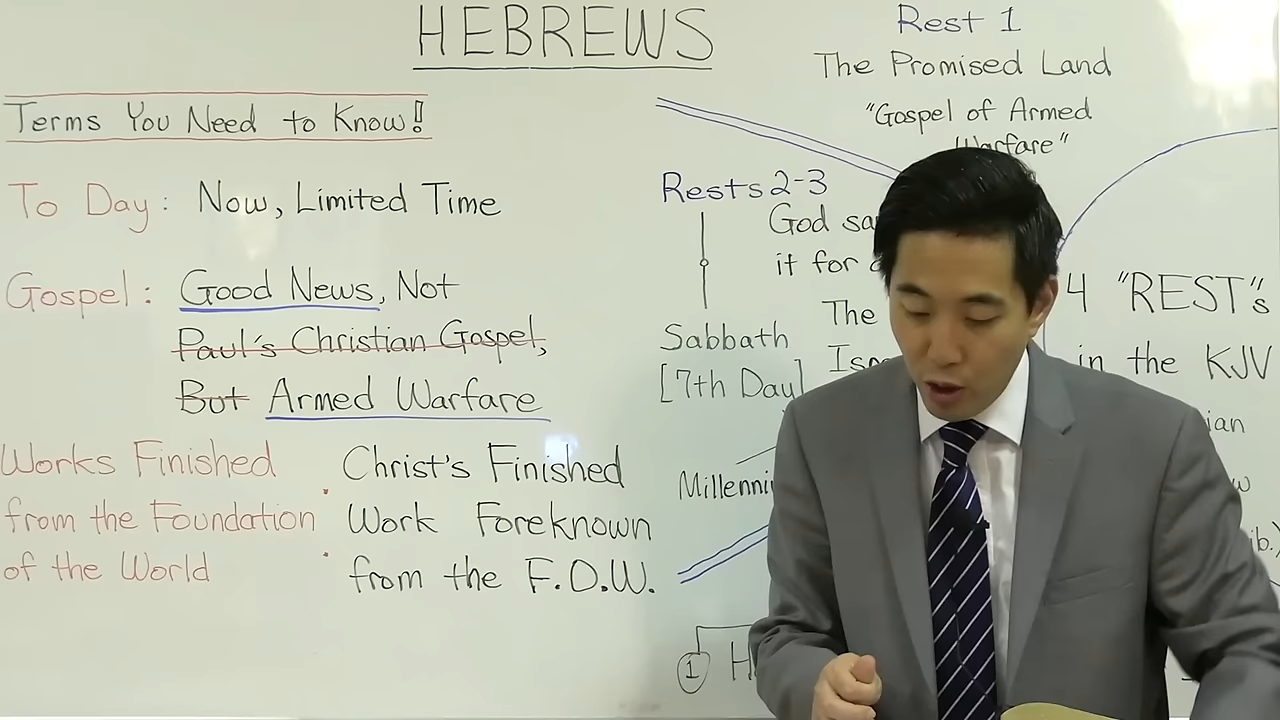 HEBREWS
Terms You Need to Know!
To Day: Now, Limited Time
Gospel: Good News, Not
Paul's Christian Gospel,
But Armed Warfare
Works Finished
from the Foundation
of the World :
Christ's Finished
Work Foreknown
from the F.O.W.
Rest 1
The Promised Land
"Gospel of Armed
Warfare"
Rests 2-3
God
it for
The
Sabbath
[7th Day]
4 "REST"s
in the KJV
1